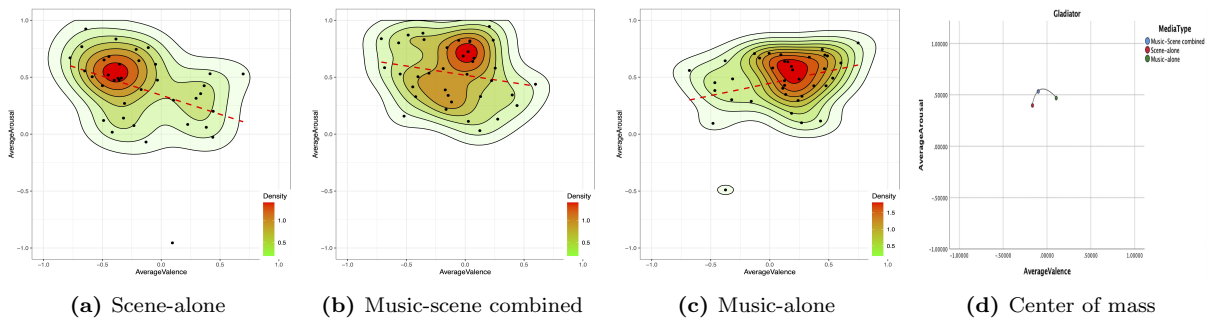 Gladiator
MediaType
Music-Scene combined
Scene-alone
Music-alone
1.0
0.5
0.0
−0.5
−1.0
AverageArousal
−1.0 −0.5 0.0 0.5 1.0
AverageValence
Density
1.0
0.5
1.0
0.5
0.0
−0.5
−1.0
AverageArousal
−1.0 −0.5 0.0 0.5 1.0
AverageValence
Density
1.0
0.5
1.0
0.5
0.0
−0.5
−1.0
AverageArousal
−1.0 −0.5 0.0 0.5 1.0
AverageValence
Density
1.5
1.0
0.5
1.00000
.50000
.00000
-.50000
-1.00000
AverageArousal
-1.00000 -.50000 .00000 .50000 1.00000
AverageValence
(a) Scene-alone
(b) Music-scene combined
(c) Music-alone
(d) Center of mass